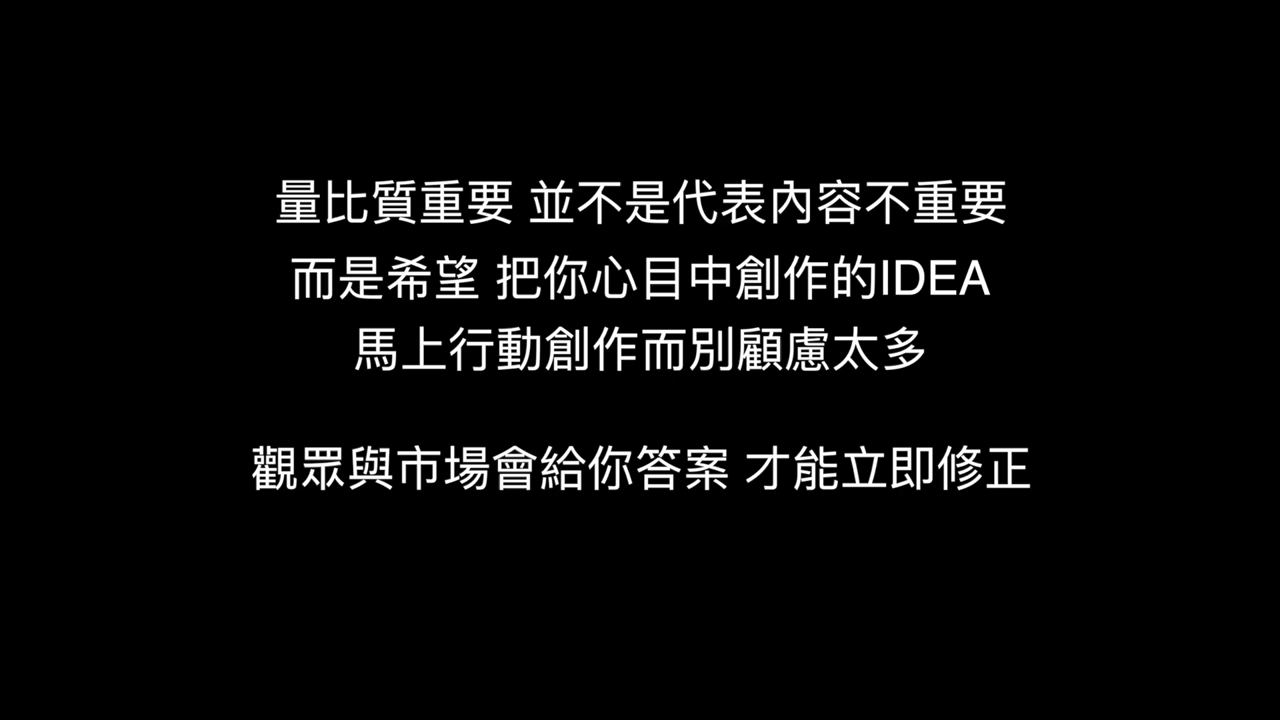 量比質重要 並不是代表內容不重要
而是希望 把你心目中創作的IDEA
馬上行動創作而別顧慮太多
觀眾與市場會給你答案 才能立即修正